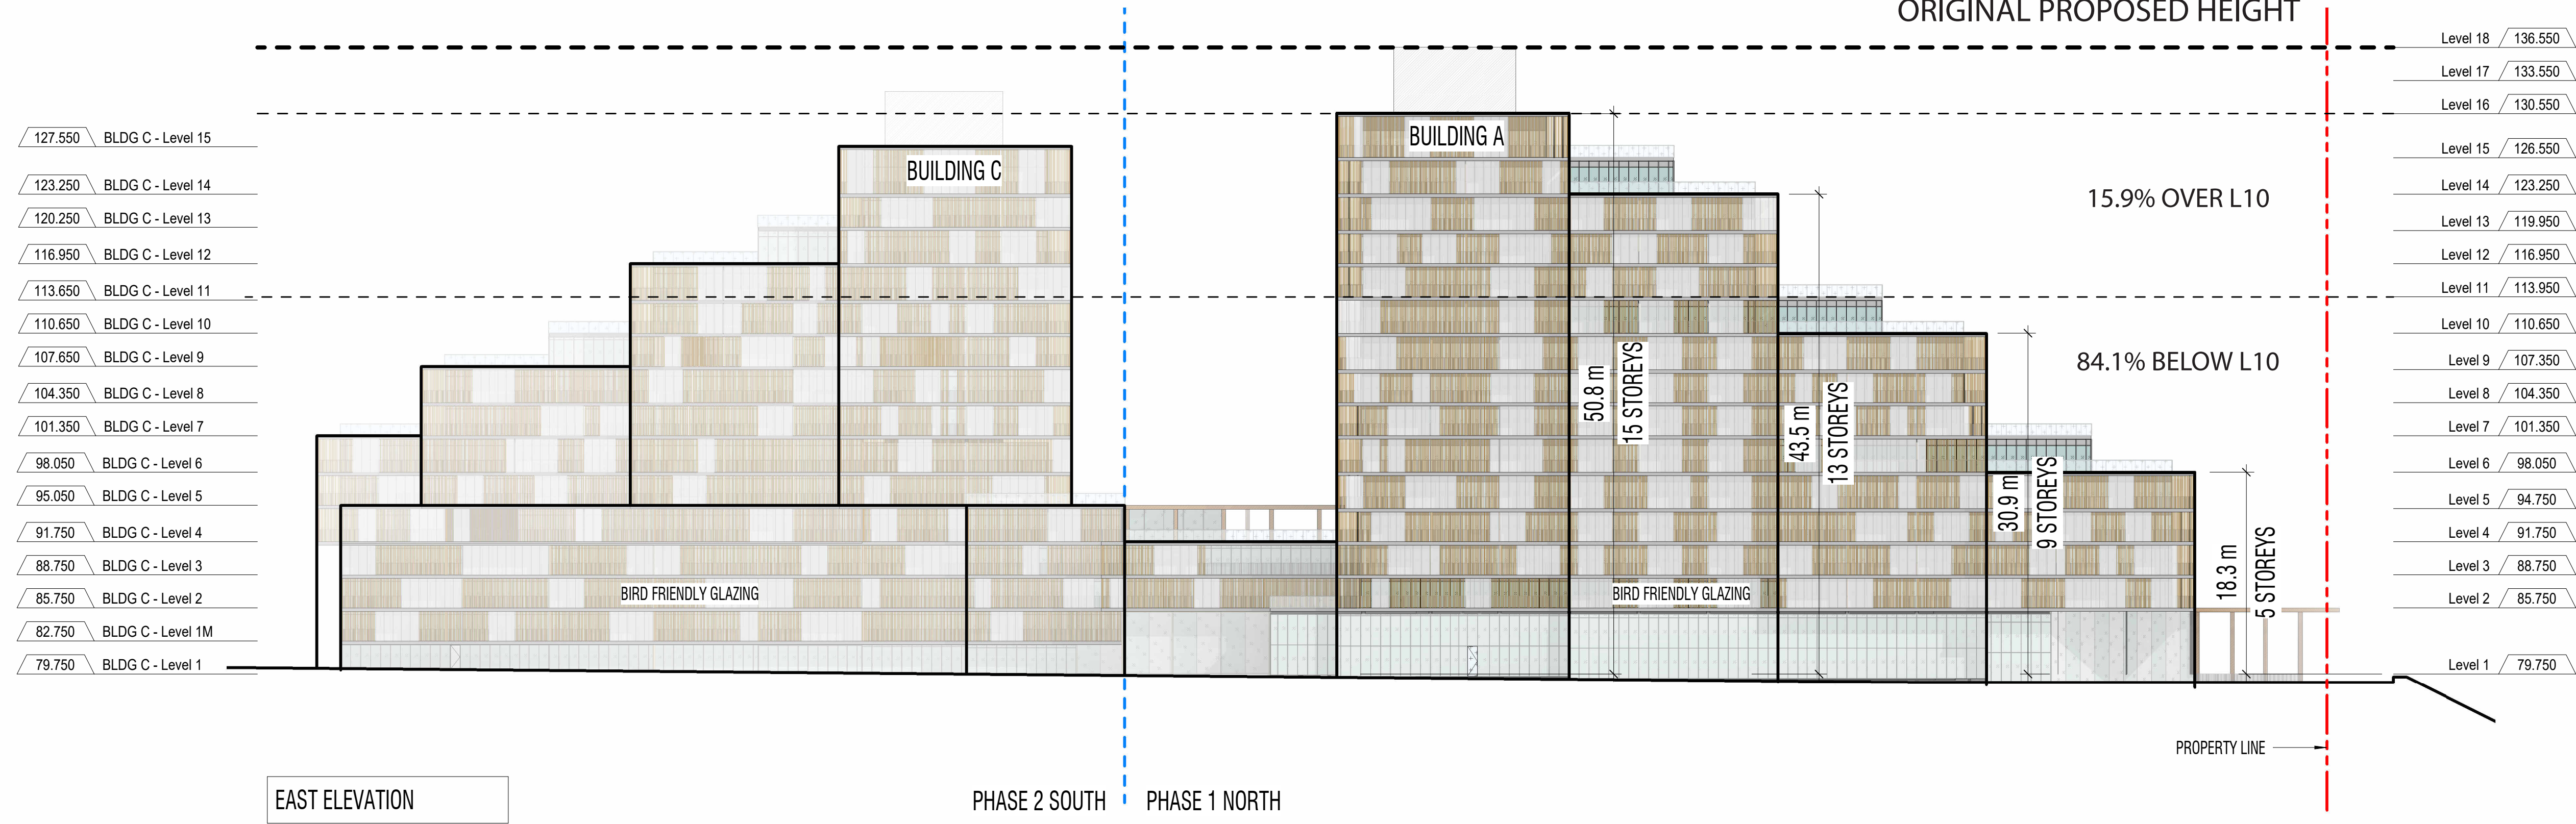 ORIGINAL PROPOSED HEIGHT
Level 18 136.550
Level 17 133.550
Level 16 130.550
127.550 BLDG C - Level 15
BUILDING C
BUILDING A
Level 15 126.550
123.250 BLDG C - Level 14
15.9% OVER L10
Level 14 123.250
120.250 BLDG C - Level 13
Level 13 119.950
116.950 BLDG C - Level 12
Level 12 116.950
113.650 BLDG C - Level 11
Level 11 113.950
110.650 BLDG C - Level 10
Level 10 110.650
107.650 BLDG C - Level 9
84.1% BELOW L10
Level 9 107.350
104.350 BLDG C - Level 8
50.8 m
15 STOREYS
Level 8 104.350
101.350 BLDG C - Level 7
43.5 m
13 STOREYS
Level 7 101.350
98.050 BLDG C - Level 6
Level 6 98.050
95.050 BLDG C - Level 5
30.9 m
9 STOREYS
Level 5 94.750
91.750 BLDG C - Level 4
Level 4 91.750
88.750 BLDG C - Level 3
18.3 m
5 STOREYS
Level 3 88.750
85.750 BLDG C - Level 2
BIRD FRIENDLY GLAZING
BIRD FRIENDLY GLAZING
Level 2 85.750
82.750 BLDG C - Level 1M
79.750 BLDG C - Level 1
Level 1 79.750
PROPERTY LINE
EAST ELEVATION
PHASE 2 SOUTH
PHASE 1 NORTH